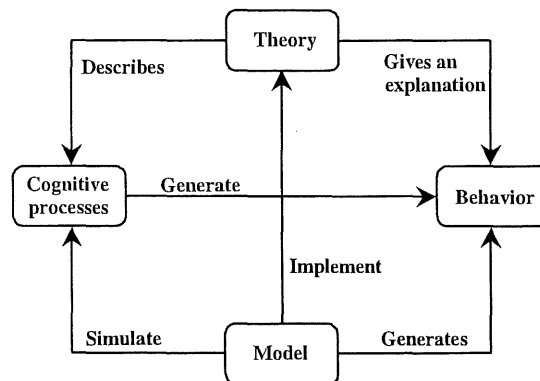 Theory
Describes
Gives an
explanation
Cognitive
processes
Generate
Behavior
Implement
Simulate
Model
Generates